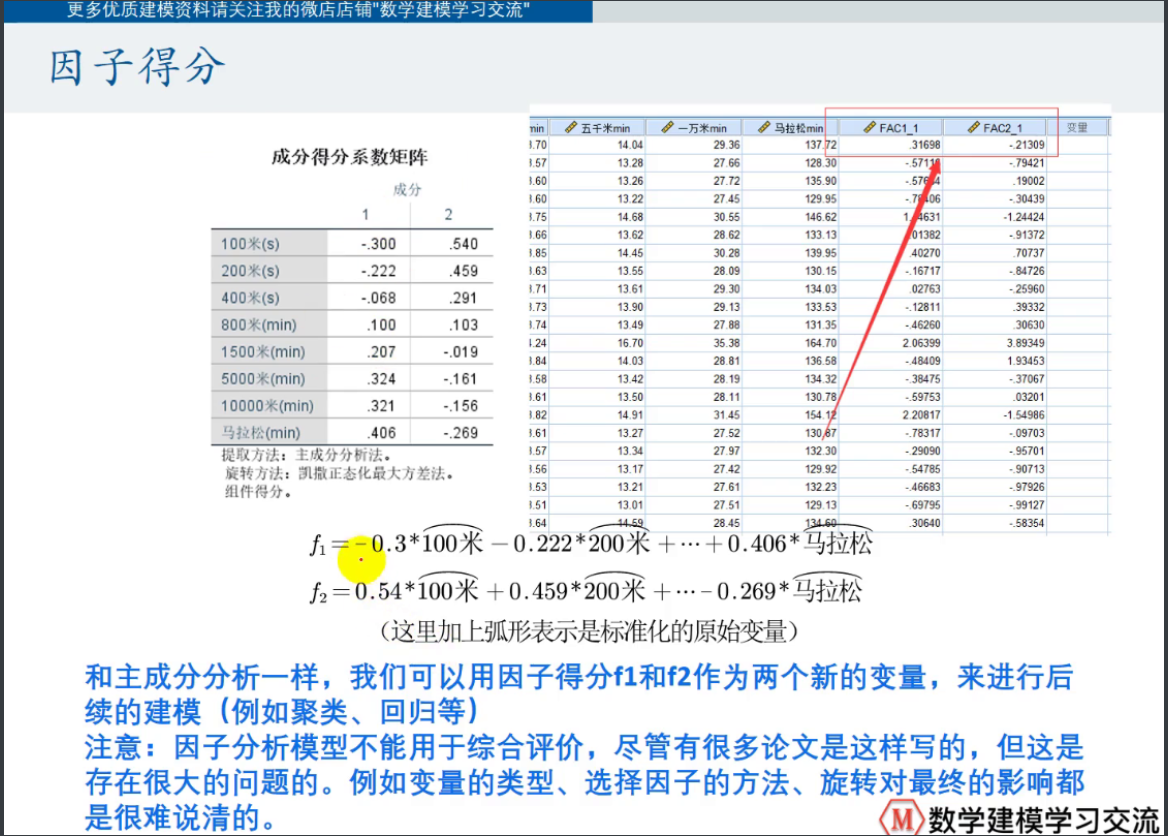 更多优质建模资料请关注我的微店店铺"数学建模学习交流"
因子得分
成分得分系数矩阵
成分
1 2
100米(s) -.300 .540
200米(s) -.222 .459
400米(s) -.068 .291
800米(min) .100 .103
1500米(min) .207 -.019
5000米(min) .324 -.161
10000米(min) .321 -.156
马拉松(min) .406 -.269
提取方法：主成分分析法。
旋转方法：凯撒正态化最大方差法。
组件得分。
min 五千米min 一万米min 马拉松min FAC1_1 FAC2_1 变量
.70 14.04 29.36 137.72 .31698 -.21309
.57 13.28 27.66 128.30 -.79421
.60 13.26 27.72 135.90 .19002
.60 13.22 27.45 129.95 -.30439
.75 14.68 30.55 146.62 -1.24424
.66 13.62 28.62 133.13 -.91372
.85 14.45 30.28 139.95 .40270 .70737
.63 13.55 28.09 130.15 -.16717 -.84726
.71 13.61 29.30 134.03 .02763 -.25960
.73 13.90 29.13 133.53 -.12811 .39332
.74 13.49 27.88 131.35 -.46260 .30630
.24 16.70 35.38 164.70 2.06399 3.89349
.84 14.03 28.81 136.58 -.48409 1.93453
.58 13.42 28.19 134.32 -.38475 -.37067
.61 13.50 28.11 130.78 -.59753 .03201
.82 14.91 31.45 154.12 2.20817 -1.54986
.61 13.27 27.52 130.87 -.78317 -.09703
.57 13.34 27.97 132.30 -.29090 -.95701
.56 13.17 27.42 129.92 -.54785 -.90713
.53 13.21 27.61 132.23 -.46683 -.97926
.51 13.01 27.51 129.13 -.69795 -.99127
.64 14.59 28.45 134.60 .30640 -.58354
f₁=-0.3*100米-0.222*200米+⋯+0.406*马拉松
f₂=0.54*100米+0.459*200米+⋯-0.269*马拉松
（这里加上弧形表示是标准化的原始变量）
和主成分分析一样，我们可以用因子得分f1和f2作为两个新的变量，来进行后
续的建模（例如聚类、回归等）
注意：因子分析模型不能用于综合评价，尽管有很多论文是这样写的，但这是
存在很大的问题的。例如变量的类型、选择因子的方法、旋转对最终的影响都
是很难说清的。
M 数学建模学习交流